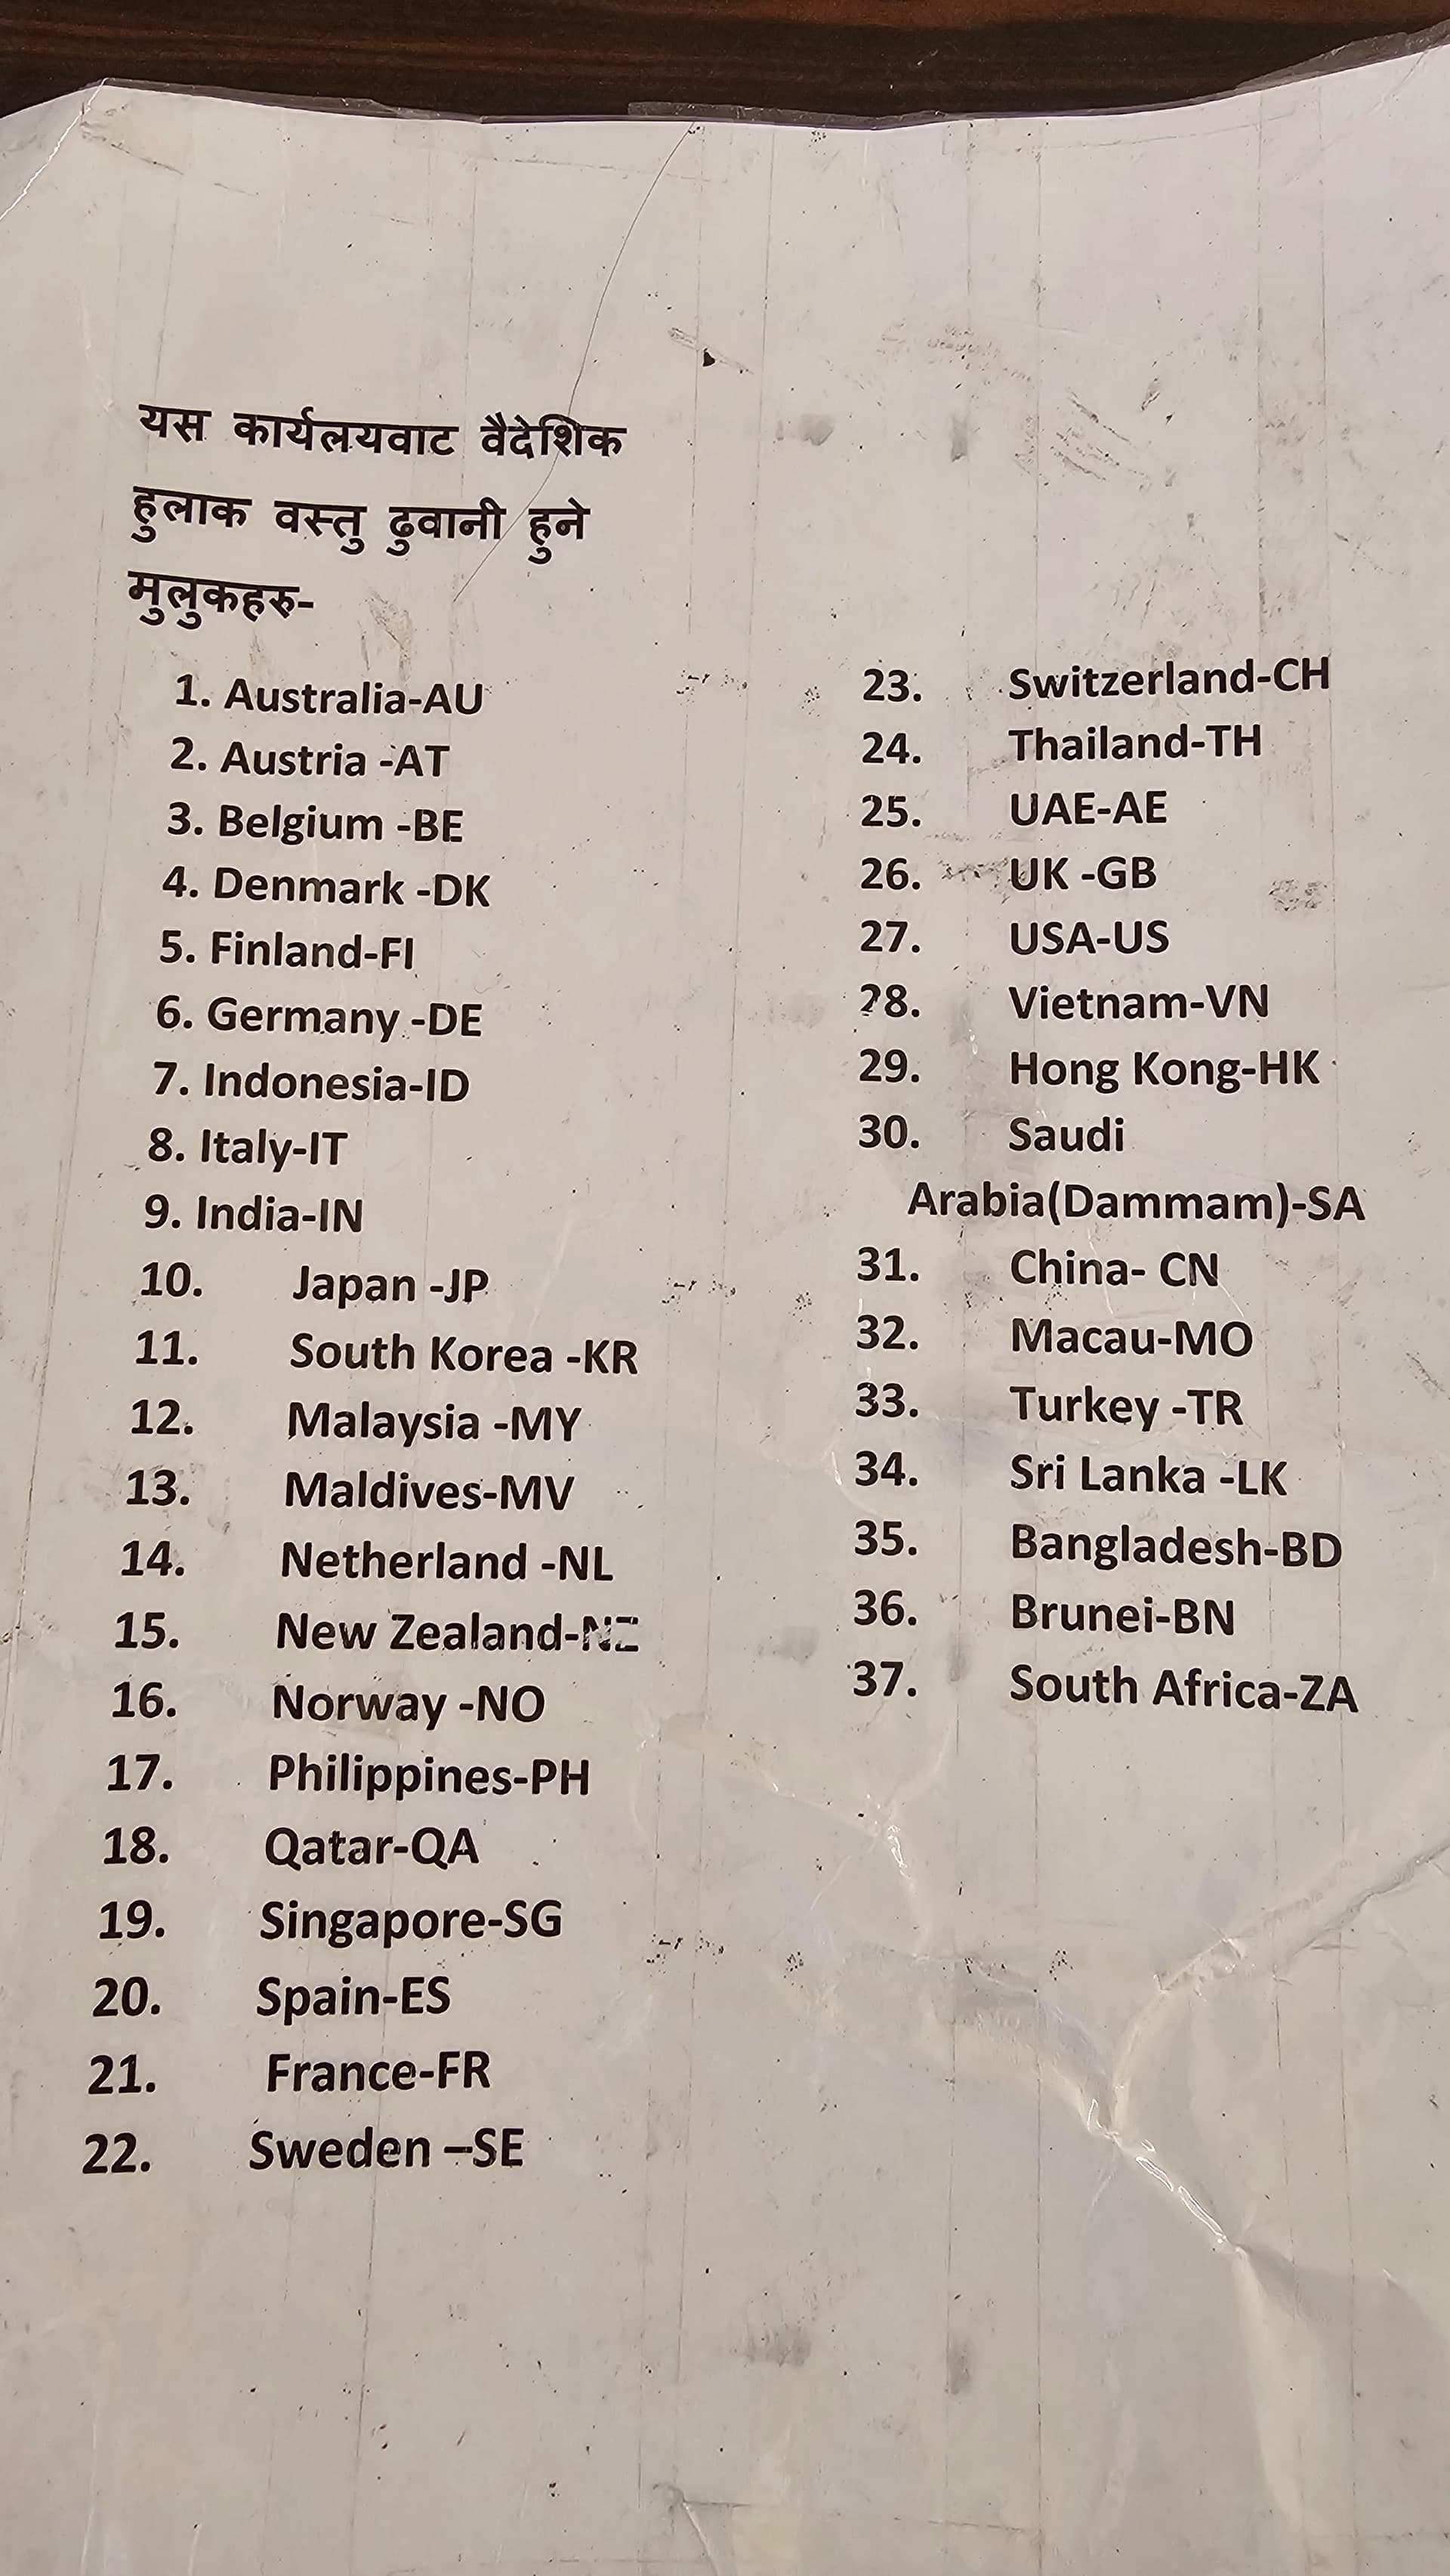 यस कार्यलयवाट वैदेशिक
हुलाक वस्तु ढुवानी हुने
मुलुकहरु-
1. Australia-AU
2. Austria -AT
3. Belgium -BE
4. Denmark -DK
5. Finland-FI
6. Germany -DE
7. Indonesia-ID
8. Italy-IT
9. India-IN
10. Japan -JP
11. South Korea -KR
12. Malaysia -MY
13. Maldives-MV
14. Netherland -NL
15. New Zealand-NZ
16. Norway -NO
17. Philippines-PH
18. Qatar-QA
19. Singapore-SG
20. Spain-ES
21. France-FR
22. Sweden –SE
23. Switzerland-CH
24. Thailand-TH
25. UAE-AE
26. UK -GB
27. USA-US
28. Vietnam-VN
29. Hong Kong-HK
30. Saudi
Arabia(Dammam)-SA
31. China- CN
32. Macau-MO
33. Turkey -TR
34. Sri Lanka -LK
35. Bangladesh-BD
36. Brunei-BN
37. South Africa-ZA